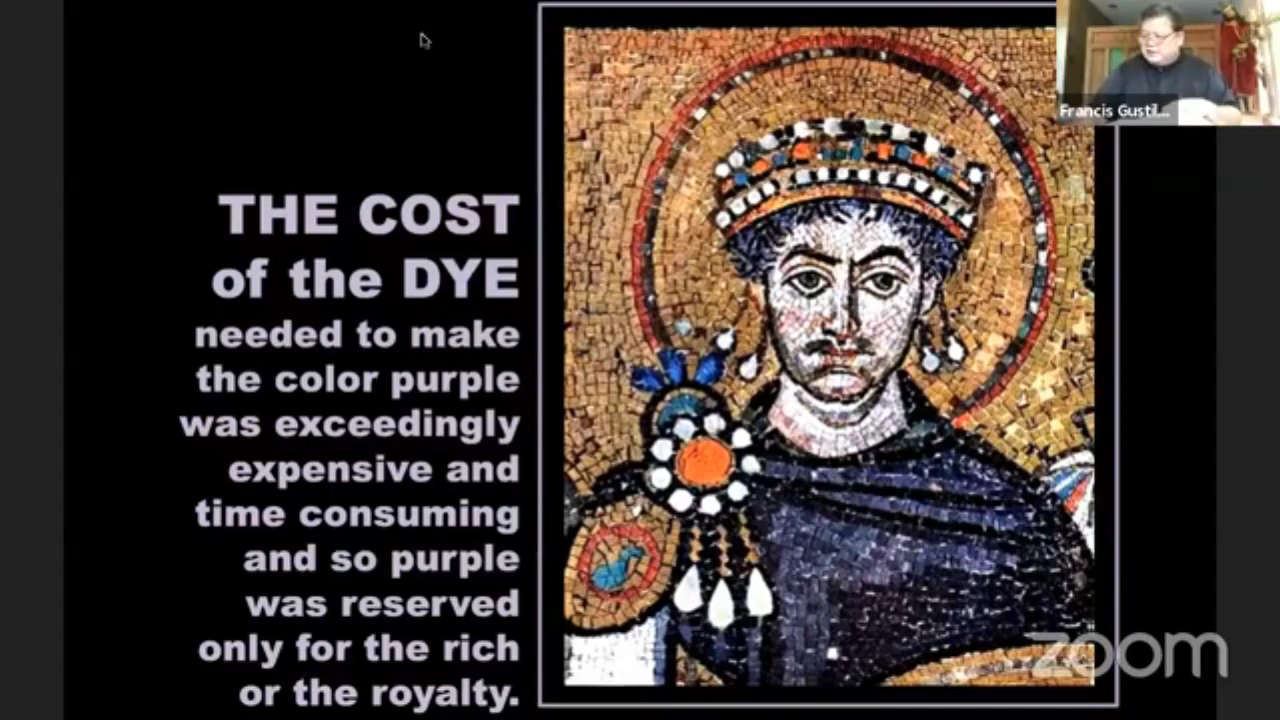 THE COST
of the DYE
needed to make
the color purple
was exceedingly
expensive and
time consuming
and so purple
was reserved
only for the rich
or the royalty.
Francis Gustil...
zoom